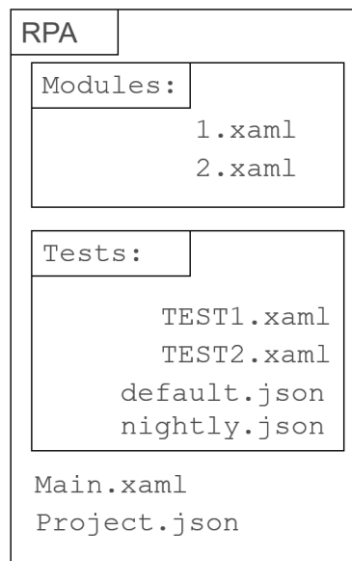 RPA
Modules:
1.xaml
2.xaml
Tests:
TEST1.xaml
TEST2.xaml
default.json
nightly.json
Main.xaml
Project.json